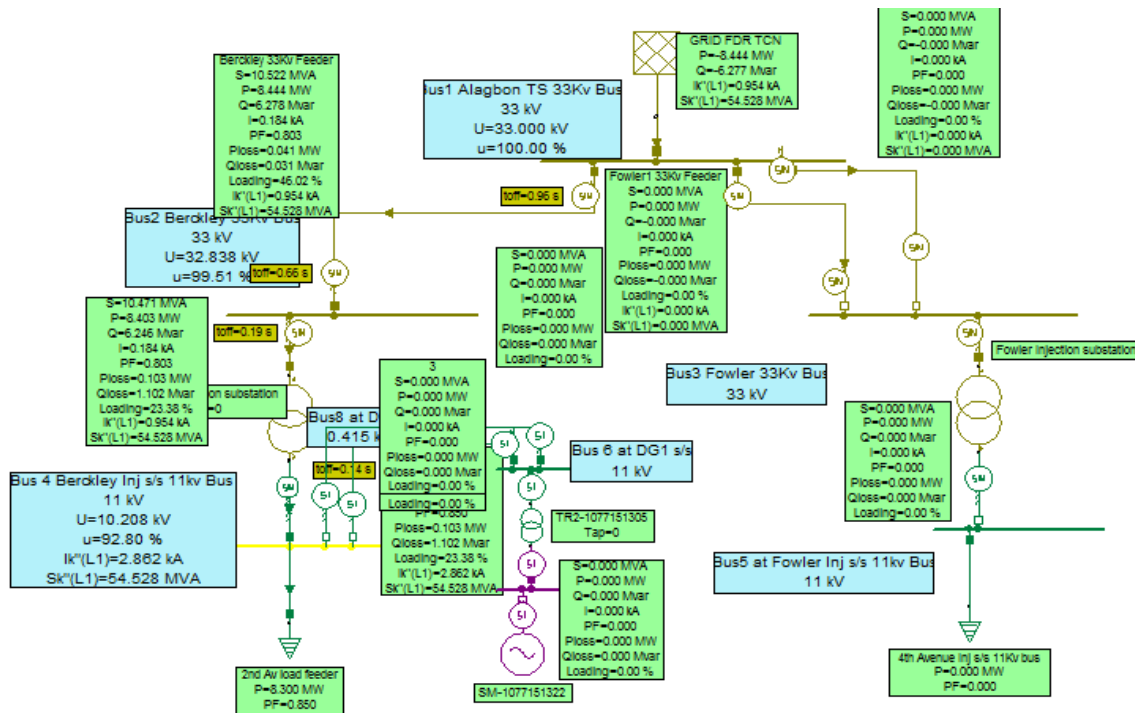 S=0.000 MVA
P=0.000 MW
Q=-0.000 Mvar
I=0.000 kA
PF=0.000
Ploss=0.000 MW
Qloss=-0.000 Mvar
Loading=0.00 %
Ik"(L1)=0.000 kA
Sk"(L1)=0.000 MVA
GRID FDR TCN
P=-8.444 MW
Q=-6.277 Mvar
Ik"(L1)=0.954 kA
Sk"(L1)=54.528 MVA
Berckley 33Kv Feeder
S=10.522 MVA
P=8.444 MW
Q=6.278 Mvar
I=0.184 kA
PF=0.803
Ploss=0.041 MW
Qloss=0.031 Mvar
Loading=46.02 %
Ik"(L1)=0.954 kA
Sk"(L1)=54.528 MVA
Bus1 Alagbon TS 33Kv Bus
33 kV
U=33.000 kV
u=100.00 %
toff=0.96 s
Fowler1 33Kv Feeder
S=0.000 MVA
P=0.000 MW
Q=-0.000 Mvar
I=0.000 kA
PF=0.000
Ploss=0.000 MW
Qloss=-0.000 Mvar
Loading=0.00 %
Ik"(L1)=0.000 kA
Sk"(L1)=0.000 MVA
Bus2 Berckley 33Kv Bus
33 kV
U=32.838 kV
u=99.51 %
toff=0.66 s
S=0.000 MVA
P=0.000 MW
Q=0.000 Mvar
I=0.000 kA
PF=0.000
Ploss=0.000 MW
Qloss=0.000 Mvar
Loading=0.00 %
S=10.471 MVA
P=8.403 MW
Q=6.246 Mvar
I=0.184 kA
PF=0.803
Ploss=0.103 MW
Qloss=1.102 Mvar
Loading=23.38 %
Ik"(L1)=0.954 kA
Sk"(L1)=54.528 MVA
toff=0.19 s
on substation
=0
Fowler Injection substation
Bus3 Fowler 33Kv Bus
33 kV
3
S=0.000 MVA
P=0.000 MW
Q=0.000 Mvar
I=0.000 kA
PF=0.000
Ploss=0.000 MW
Qloss=0.000 Mvar
Loading=0.00 %
Loading=0.00 %
PF=0.850
Ploss=0.103 MW
Qloss=1.102 Mvar
Loading=23.38 %
Ik"(L1)=2.862 kA
Sk"(L1)=54.528 MVA
Bus8 at D
0.415 k
toff=0.14 s
Bus 6 at DG1 s/s
11 kV
S=0.000 MVA
P=0.000 MW
Q=0.000 Mvar
I=0.000 kA
PF=0.000
Ploss=0.000 MW
Qloss=0.000 Mvar
Loading=0.00 %
Bus 4 Berckley Inj s/s 11kv Bus
11 kV
U=10.208 kV
u=92.80 %
Ik"(L1)=2.862 kA
Sk"(L1)=54.528 MVA
TR2-1077151305
Tap=0
S=0.000 MVA
P=0.000 MW
Q=0.000 Mvar
I=0.000 kA
PF=0.000
Ploss=0.000 MW
Qloss=0.000 Mvar
Loading=0.00 %
Bus5 at Fowler Inj s/s 11kv Bus
11 kV
2nd Av load feeder
P=8.300 MW
PF=0.850
SM-1077151322
4th Avenue Inj s/s 11Kv bus
P=0.000 MW
PF=0.000